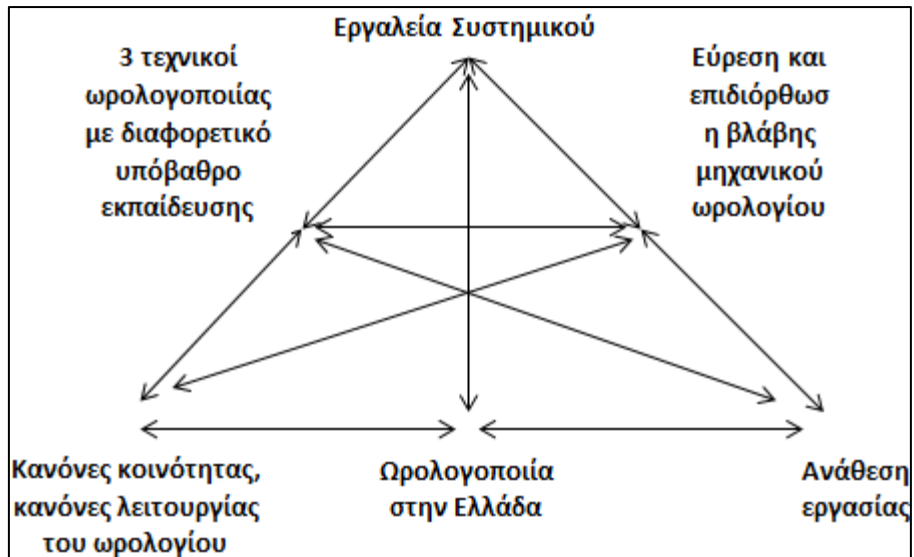 Εργαλεία Συστημικού
3 τεχνικοί
ωρολογοποιίας
με διαφορετικό
υπόβαθρο
εκπαίδευσης
Εύρεση και
επιδιόρθωσ
η βλάβης
μηχανικού
ωρολογίου
Κανόνες κοινότητας,
κανόνες λειτουργίας
του ωρολογίου
Ωρολογοποιία
στην Ελλάδα
Ανάθεση
εργασίας